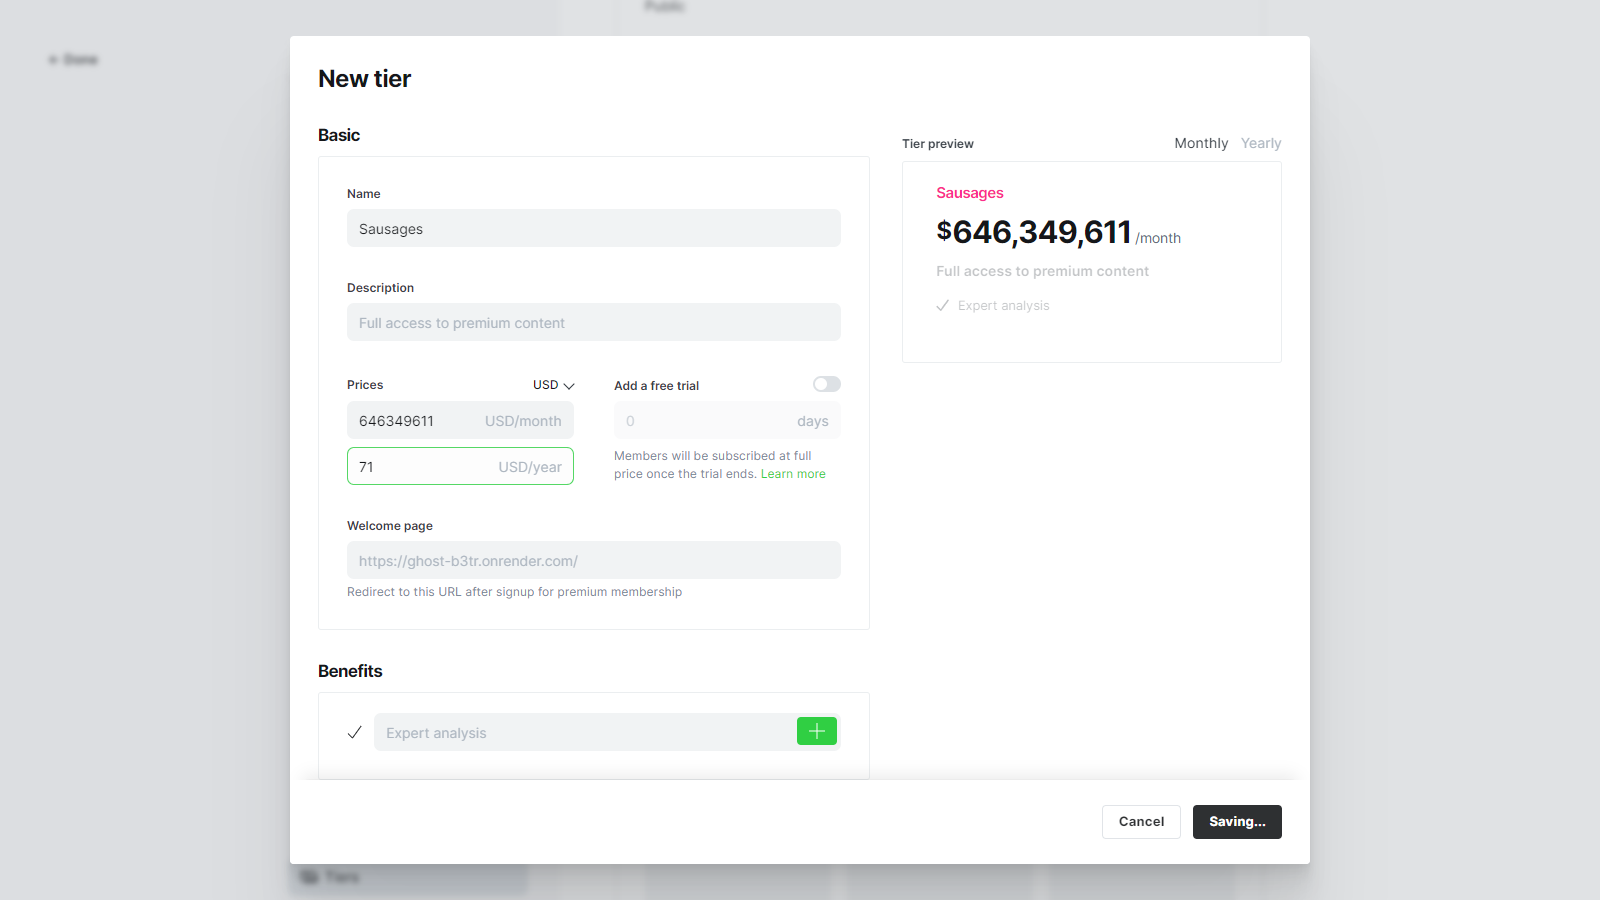 Public
← Done
New tier
Basic
Name
Sausages
Description
Full access to premium content
Prices
USD
646349611 USD/month
71 USD/year
Add a free trial
0 days
Members will be subscribed at full
price once the trial ends. Learn more
Welcome page
https://ghost-b3tr.onrender.com/
Redirect to this URL after signup for premium membership
Benefits
Expert analysis
Tier preview
Monthly Yearly
Sausages
$646,349,611 /month
Full access to premium content
Expert analysis
Cancel
Saving...
Tiers